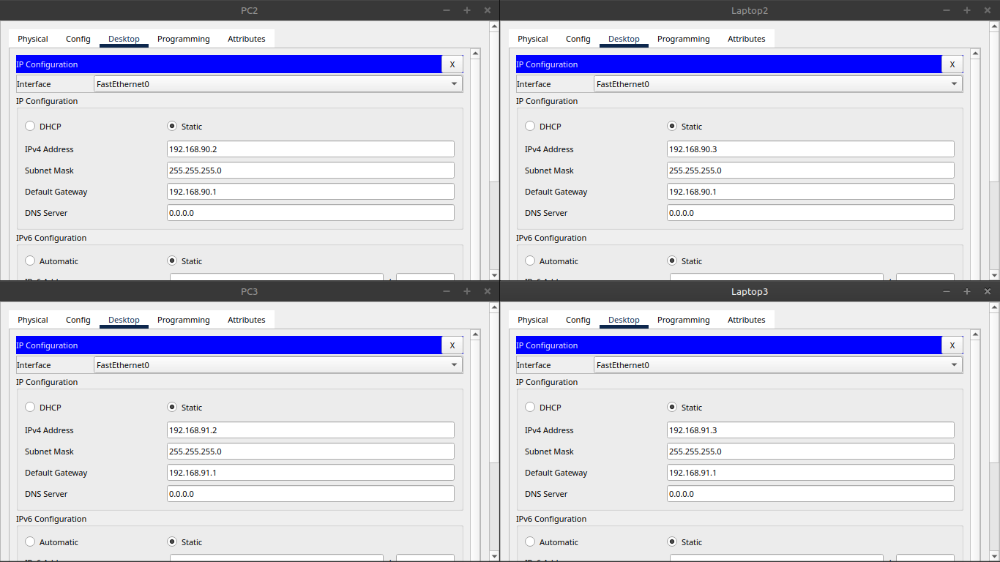 PC2
Physical Config Desktop Programming Attributes
IP Configuration X
Interface FastEthernet0
IP Configuration
DHCP Static
IPv4 Address 192.168.90.2
Subnet Mask 255.255.255.0
Default Gateway 192.168.90.1
DNS Server 0.0.0.0
IPv6 Configuration
Automatic Static
Laptop2
Physical Config Desktop Programming Attributes
IP Configuration X
Interface FastEthernet0
IP Configuration
DHCP Static
IPv4 Address 192.168.90.3
Subnet Mask 255.255.255.0
Default Gateway 192.168.90.1
DNS Server 0.0.0.0
IPv6 Configuration
Automatic Static
PC3
Physical Config Desktop Programming Attributes
IP Configuration X
Interface FastEthernet0
IP Configuration
DHCP Static
IPv4 Address 192.168.91.2
Subnet Mask 255.255.255.0
Default Gateway 192.168.91.1
DNS Server 0.0.0.0
IPv6 Configuration
Automatic Static
Laptop3
Physical Config Desktop Programming Attributes
IP Configuration X
Interface FastEthernet0
IP Configuration
DHCP Static
IPv4 Address 192.168.91.3
Subnet Mask 255.255.255.0
Default Gateway 192.168.91.1
DNS Server 0.0.0.0
IPv6 Configuration
Automatic Static